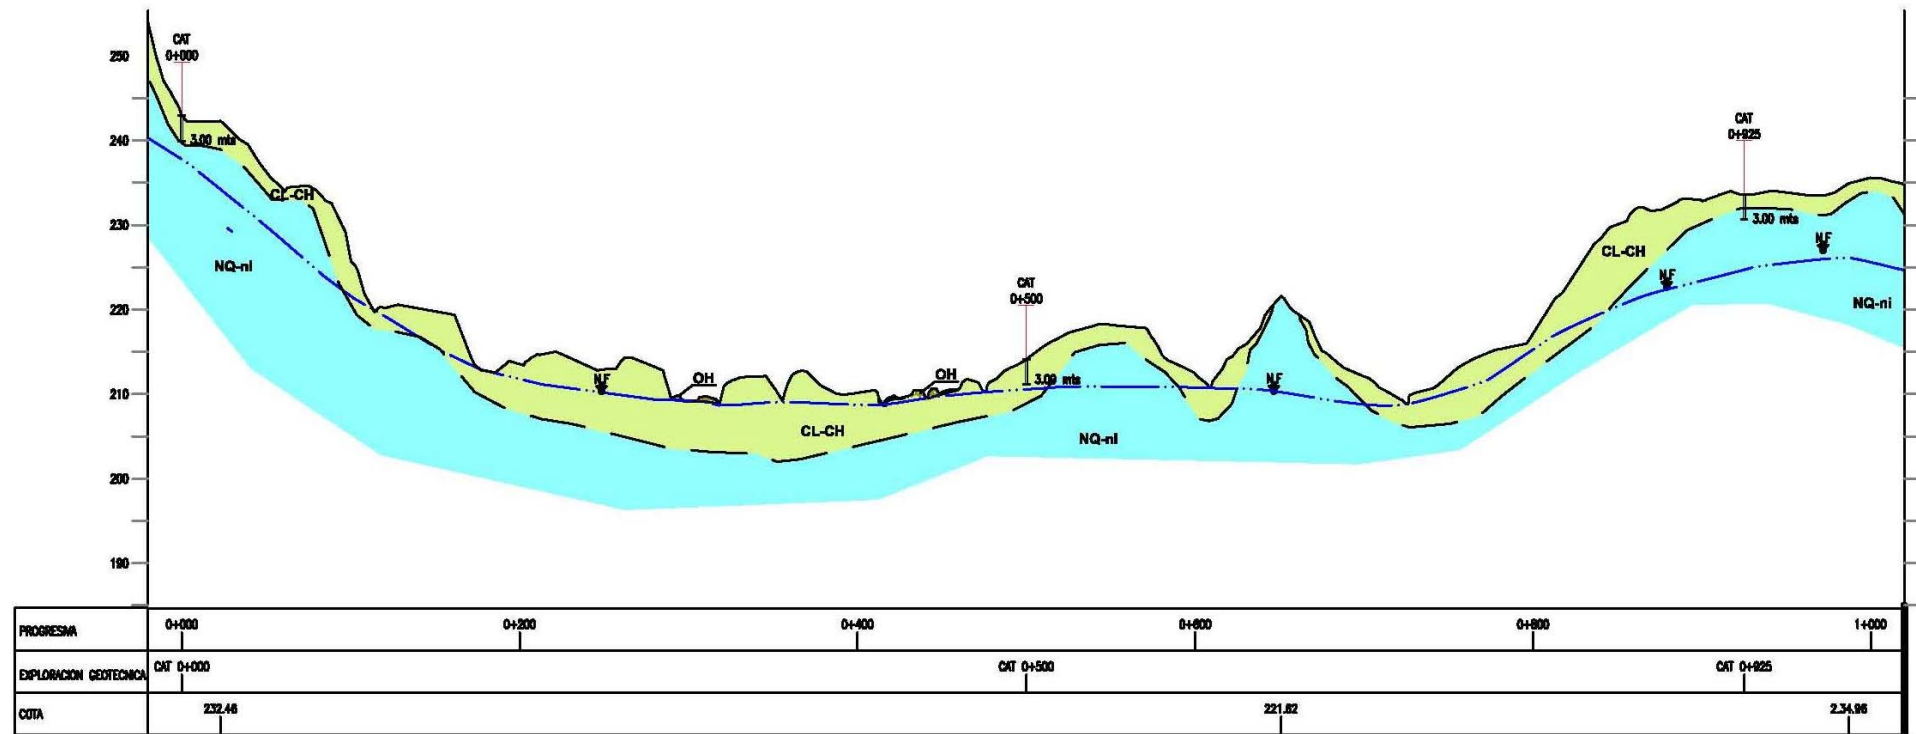 250
240
230
220
210
200
190
CAT
0+000
3.00 mts
CL-CH
NQ-ni
N.F
OH
CL-CH
OH
CAT
0+500
3.00 mts
NQ-ni
N.F
CAT
0+925
3.00 mts
CL-CH
N.F
N.F
NQ-ni
PROGRESIVA
0+000
0+200
0+400
0+600
0+800
1+000
EXPLORACION GEOTECNICA
CAT 0+000
CAT 0+500
CAT 0+925
COTA
232.46
221.62
2.34.96